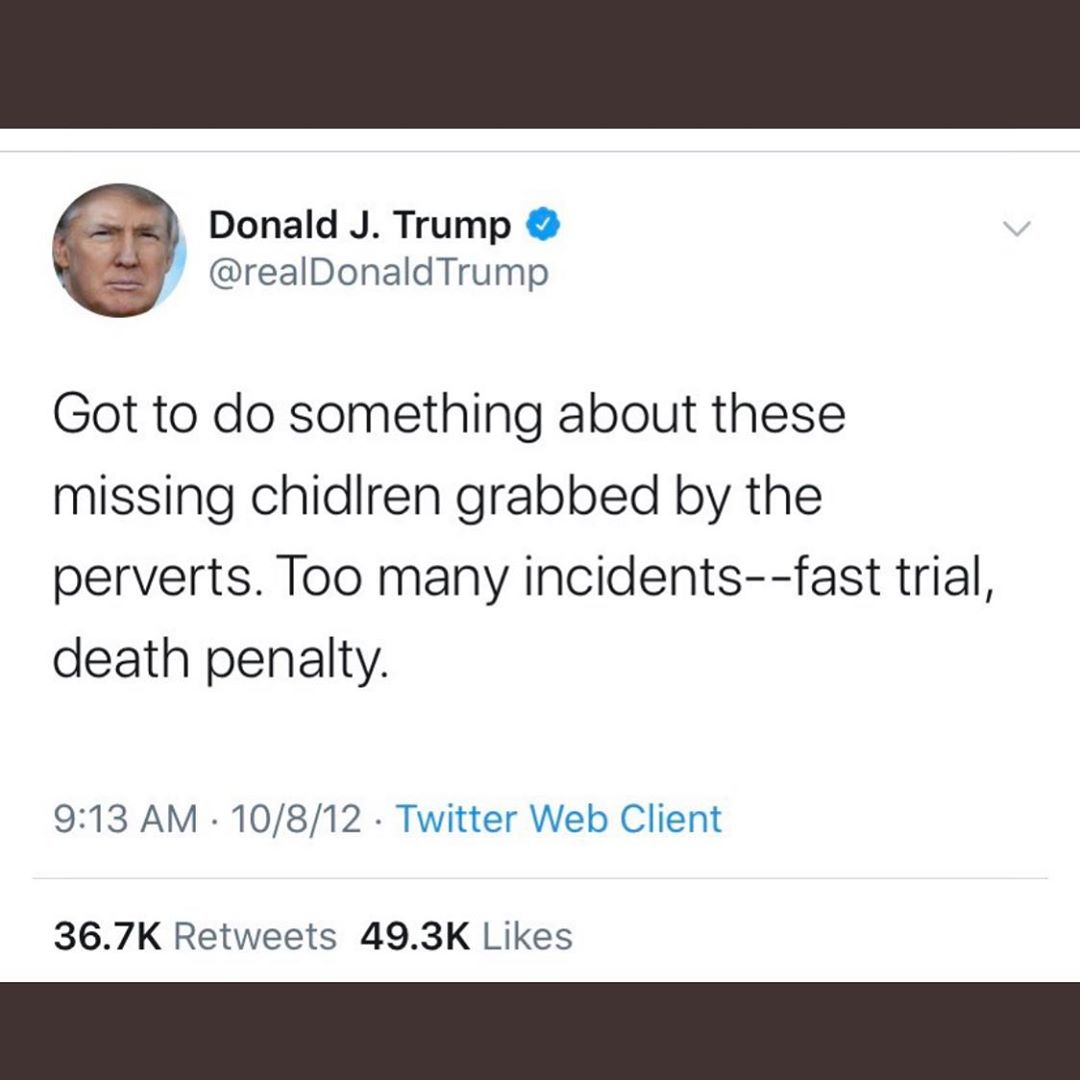 Donald J. Trump
@realDonaldTrump
Got to do something about these
missing chidlren grabbed by the
perverts. Too many incidents--fast trial,
death penalty.
9:13 AM · 10/8/12 · Twitter Web Client
36.7K Retweets 49.3K Likes